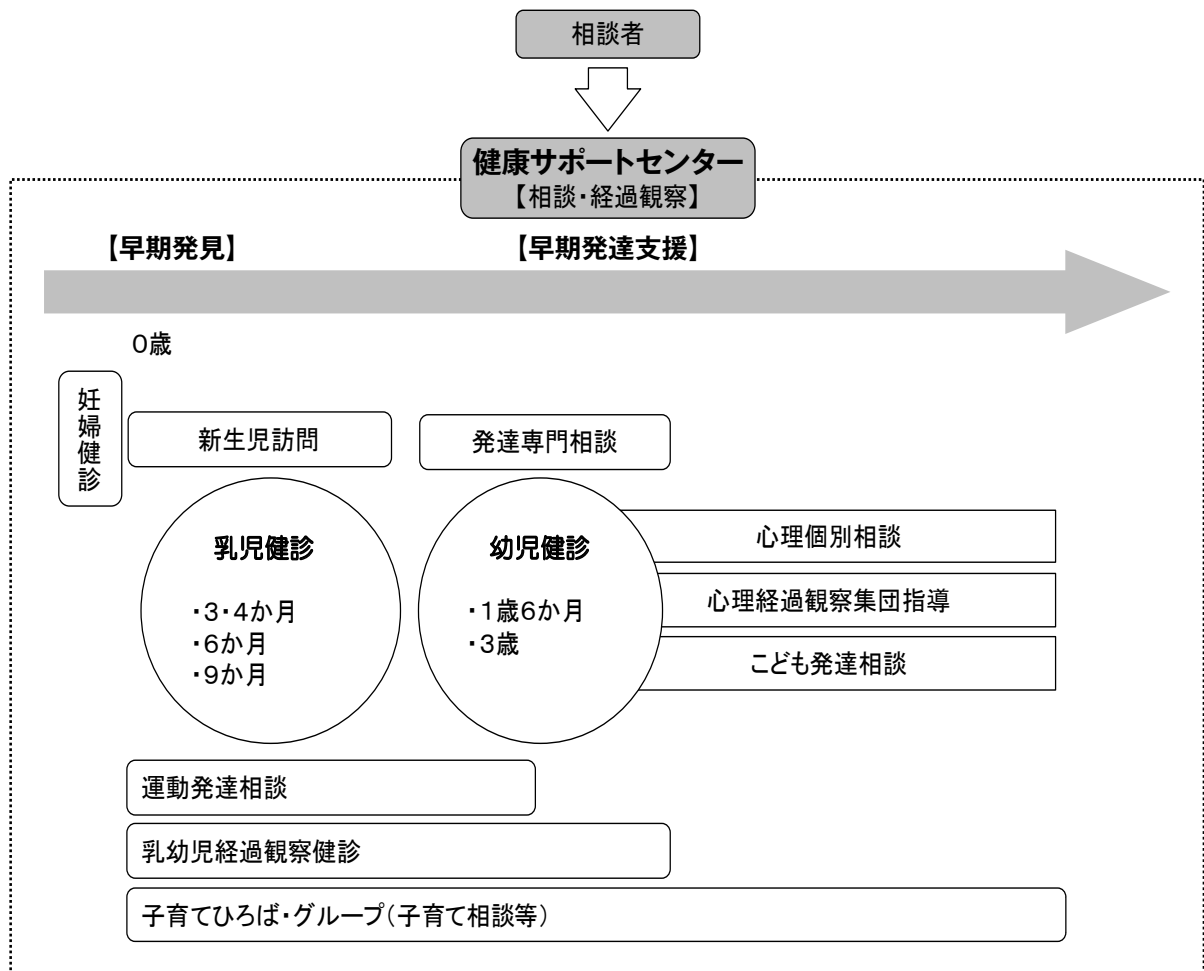 相談者
健康サポートセンター
【相談・経過観察】
【早期発見】
【早期発達支援】
０歳
妊婦健診
新生児訪問
発達専門相談
乳児健診
・３・４か月
・６か月
・９か月
幼児健診
・１歳６か月
・３歳
心理個別相談
心理経過観察集団指導
こども発達相談
運動発達相談
乳幼児経過観察健診
子育てひろば・グループ（子育て相談等）